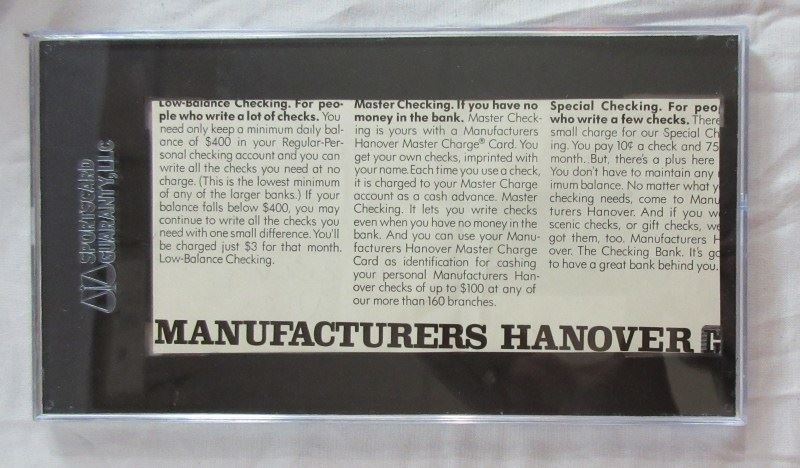 SPORTSCARD
GUARANTY, LLC
Low-Balance Checking. For peo-
ple who write a lot of checks. You
need only keep a minimum daily bal-
ance of $400 in your Regular-Per-
sonal checking account and you can
write all the checks you need at no
charge. (This is the lowest minimum
of any of the larger banks.) If your
balance falls below $400, you may
continue to write all the checks you
need with one small difference. You'll
be charged just $3 for that month.
Low-Balance Checking.
Master Checking. If you have no
money in the bank. Master Check-
ing is yours with a Manufacturers
Hanover Master Charge® Card. You
get your own checks, imprinted with
your name. Each time you use a check,
it is charged to your Master Charge
account as a cash advance. Master
Checking. It lets you write checks
even when you have no money in the
bank. And you can use your Manu-
facturers Hanover Master Charge
Card as identification for cashing
your personal Manufacturers Han-
over checks of up to $100 at any of
our more than 160 branches.
Special Checking. For peo
who write a few checks. There
small charge for our Special Ch
ing. You pay 10¢ a check and 75
month. But, there's a plus here
You don't have to maintain any
imum balance. No matter what y
checking needs, come to Manu
turers Hanover. And if you w
scenic checks, or gift checks, we
got them, too. Manufacturers H
over. The Checking Bank. It's go
to have a great bank behind you.
MANUFACTURERS HANOVER